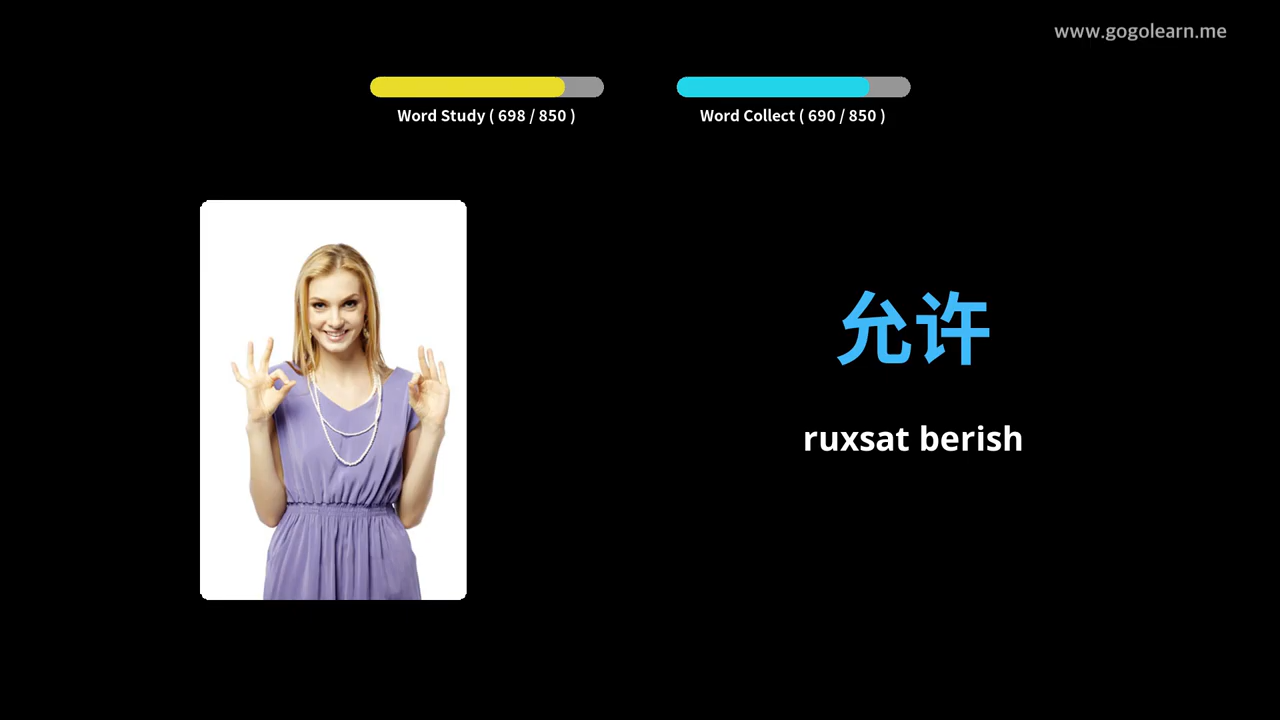 www.gogolearn.me
Word Study ( 698 / 850 )
Word Collect ( 690 / 850 )
允许
ruxsat berish